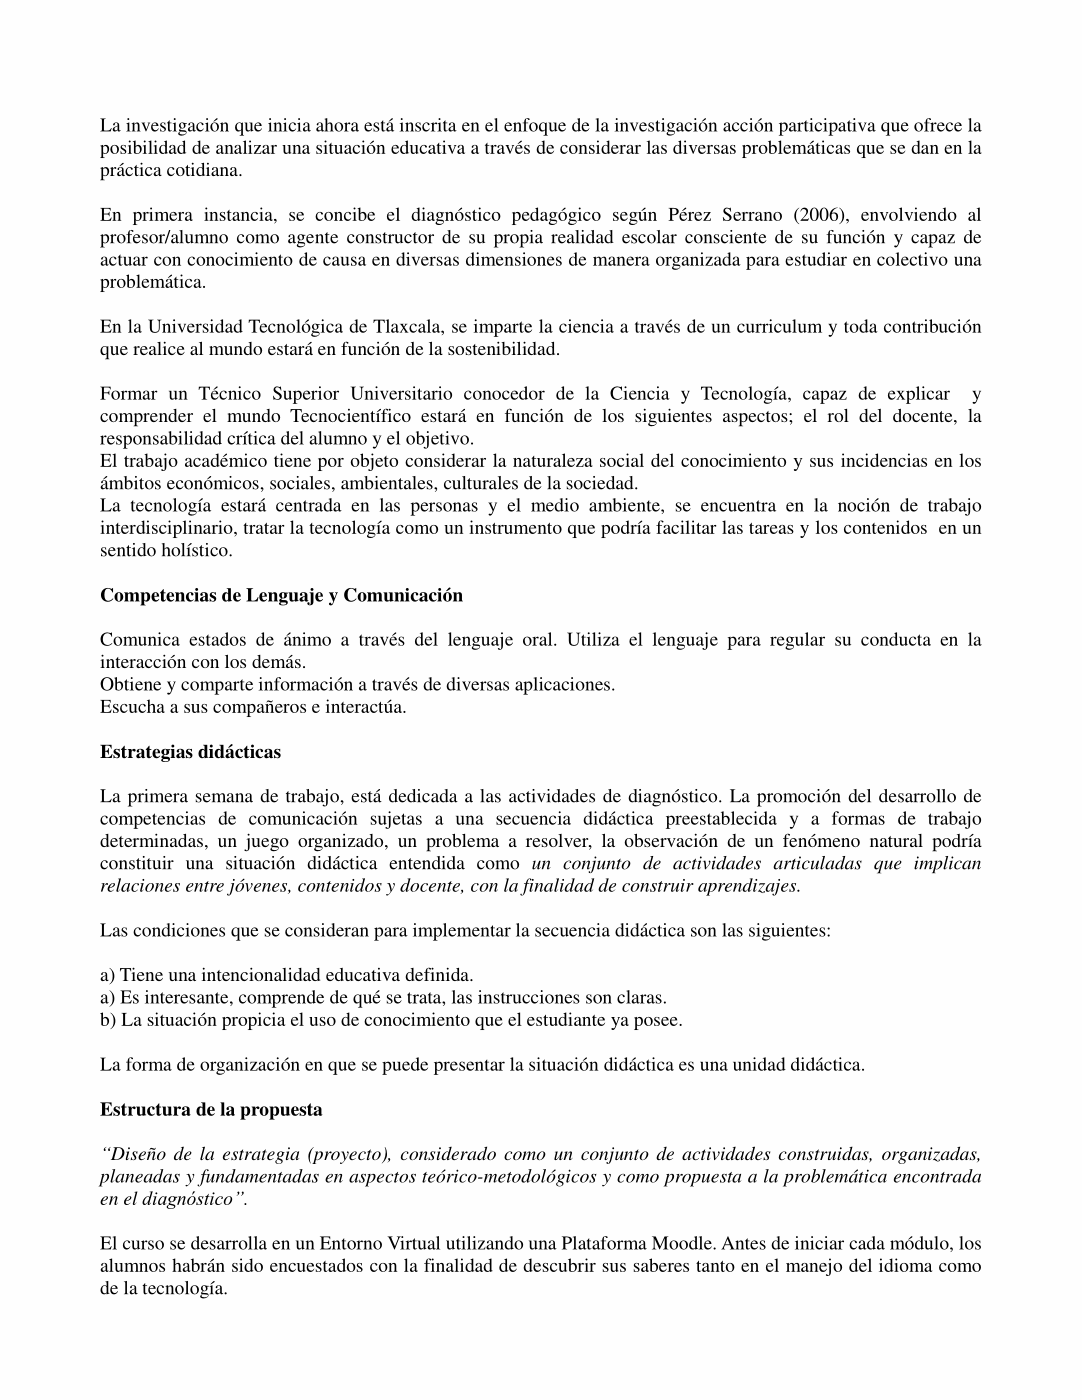 La investigación que inicia ahora está inscrita en el enfoque de la investigación acción participativa que ofrece la
posibilidad de analizar una situación educativa a través de considerar las diversas problemáticas que se dan en la
práctica cotidiana.
En primera instancia, se concibe el diagnóstico pedagógico según Pérez Serrano (2006), envolviendo al
profesor/alumno como agente constructor de su propia realidad escolar consciente de su función y capaz de
actuar con conocimiento de causa en diversas dimensiones de manera organizada para estudiar en colectivo una
problemática.
En la Universidad Tecnológica de Tlaxcala, se imparte la ciencia a través de un curriculum y toda contribución
que realice al mundo estará en función de la sostenibilidad.
Formar un Técnico Superior Universitario conocedor de la Ciencia y Tecnología, capaz de explicar y
comprender el mundo Tecnocientífico estará en función de los siguientes aspectos; el rol del docente, la
responsabilidad crítica del alumno y el objetivo.
El trabajo académico tiene por objeto considerar la naturaleza social del conocimiento y sus incidencias en los
ámbitos económicos, sociales, ambientales, culturales de la sociedad.
La tecnología estará centrada en las personas y el medio ambiente, se encuentra en la noción de trabajo
interdisciplinario, tratar la tecnología como un instrumento que podría facilitar las tareas y los contenidos en un
sentido holístico.
Competencias de Lenguaje y Comunicación
Comunica estados de ánimo a través del lenguaje oral. Utiliza el lenguaje para regular su conducta en la
interacción con los demás.
Obtiene y comparte información a través de diversas aplicaciones.
Escucha a sus compañeros e interactúa.
Estrategias didácticas
La primera semana de trabajo, está dedicada a las actividades de diagnóstico. La promoción del desarrollo de
competencias de comunicación sujetas a una secuencia didáctica preestablecida y a formas de trabajo
determinadas, un juego organizado, un problema a resolver, la observación de un fenómeno natural podría
constituir una situación didáctica entendida como un conjunto de actividades articuladas que implican
relaciones entre jóvenes, contenidos y docente, con la finalidad de construir aprendizajes.
Las condiciones que se consideran para implementar la secuencia didáctica son las siguientes:
a) Tiene una intencionalidad educativa definida.
a) Es interesante, comprende de qué se trata, las instrucciones son claras.
b) La situación propicia el uso de conocimiento que el estudiante ya posee.
La forma de organización en que se puede presentar la situación didáctica es una unidad didáctica.
Estructura de la propuesta
“Diseño de la estrategia (proyecto), considerado como un conjunto de actividades construidas, organizadas,
planeadas y fundamentadas en aspectos teórico-metodológicos y como propuesta a la problemática encontrada
en el diagnóstico”.
El curso se desarrolla en un Entorno Virtual utilizando una Plataforma Moodle. Antes de iniciar cada módulo, los
alumnos habrán sido encuestados con la finalidad de descubrir sus saberes tanto en el manejo del idioma como
de la tecnología.